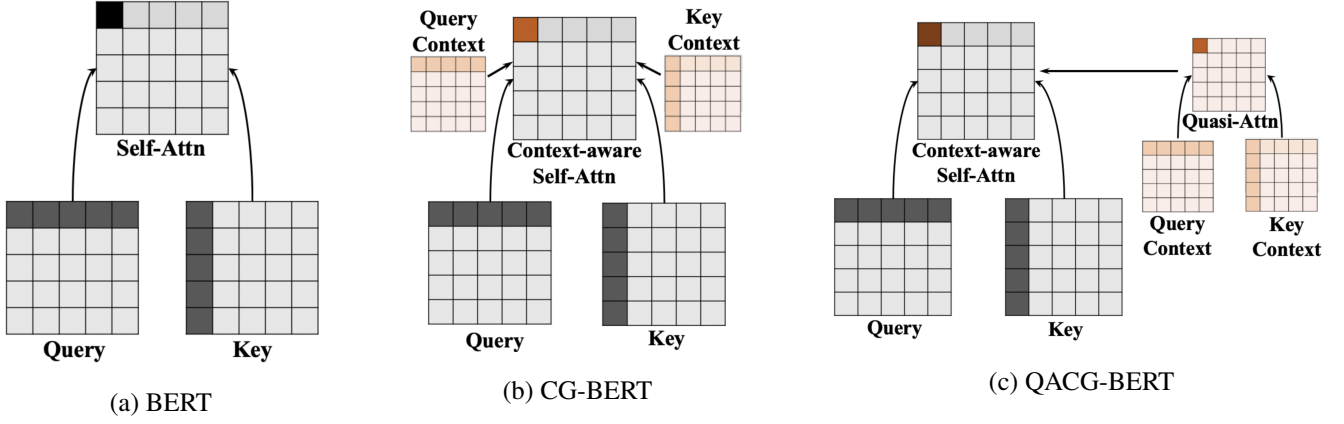 Self-Attn
Query
Key
(a) BERT
Query
Context
Key
Context
Context-aware
Self-Attn
Query
Key
(b) CG-BERT
Context-aware
Self-Attn
Quasi-Attn
Query
Context
Key
Context
Query
Key
(c) QACG-BERT